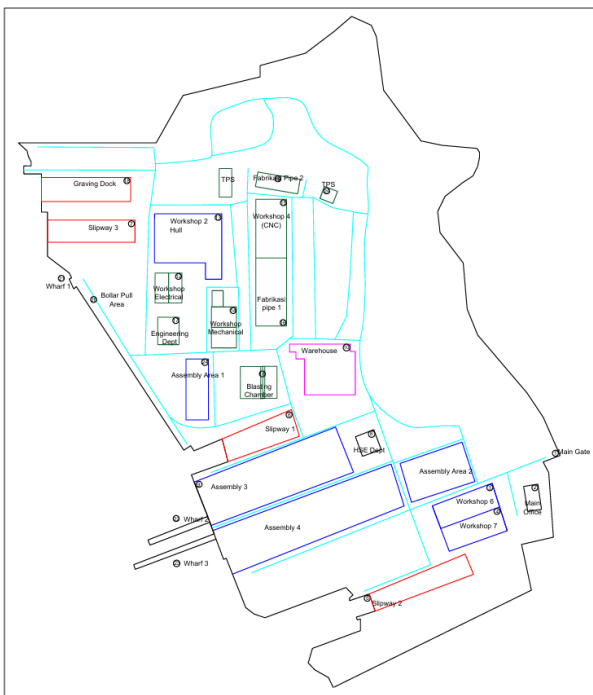 Fabrikasi Pipe 2
TPS
TPS
Graving Dock
Slipway 3
Workshop 2
Hull
Workshop 4
(CNC)
Wharf 1
Bollar Pull
Area
Workshop
Electrical
Fabrikasi
pipe 1
Engineering
Dept
Workshop
Mechanical
Warehouse
Assembly Area 1
Blasting
Chamber
Slipway 1
HSE Dept
Main Gate
Assembly Area 2
Assembly 3
Workshop 6
Main
Office
Wharf 2
Assembly 4
Workshop 7
Wharf 3
Slipway 2